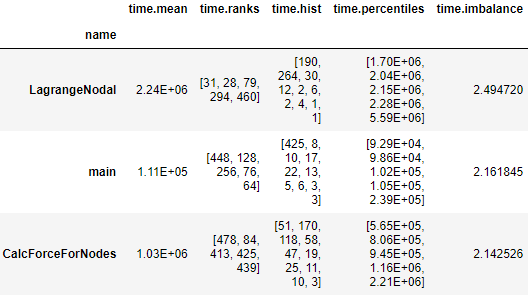 time.mean time.ranks time.hist time.percentiles time.imbalance
name
LagrangeNodal 2.24E+06 [31, 28, 79, 294, 460] [190, 264, 30, 12, 2, 6, 2, 4, 1, 1] [1.70E+06, 2.04E+06, 2.15E+06, 2.28E+06, 5.59E+06] 2.494720
main 1.11E+05 [448, 128, 256, 76, 64] [425, 8, 10, 17, 22, 13, 5, 6, 3, 3] [9.29E+04, 9.86E+04, 1.02E+05, 1.05E+05, 2.39E+05] 2.161845
CalcForceForNodes 1.03E+06 [478, 84, 413, 425, 439] [51, 170, 118, 58, 47, 19, 25, 11, 10, 3] [5.65E+05, 8.06E+05, 9.45E+05, 1.16E+06, 2.21E+06] 2.142526